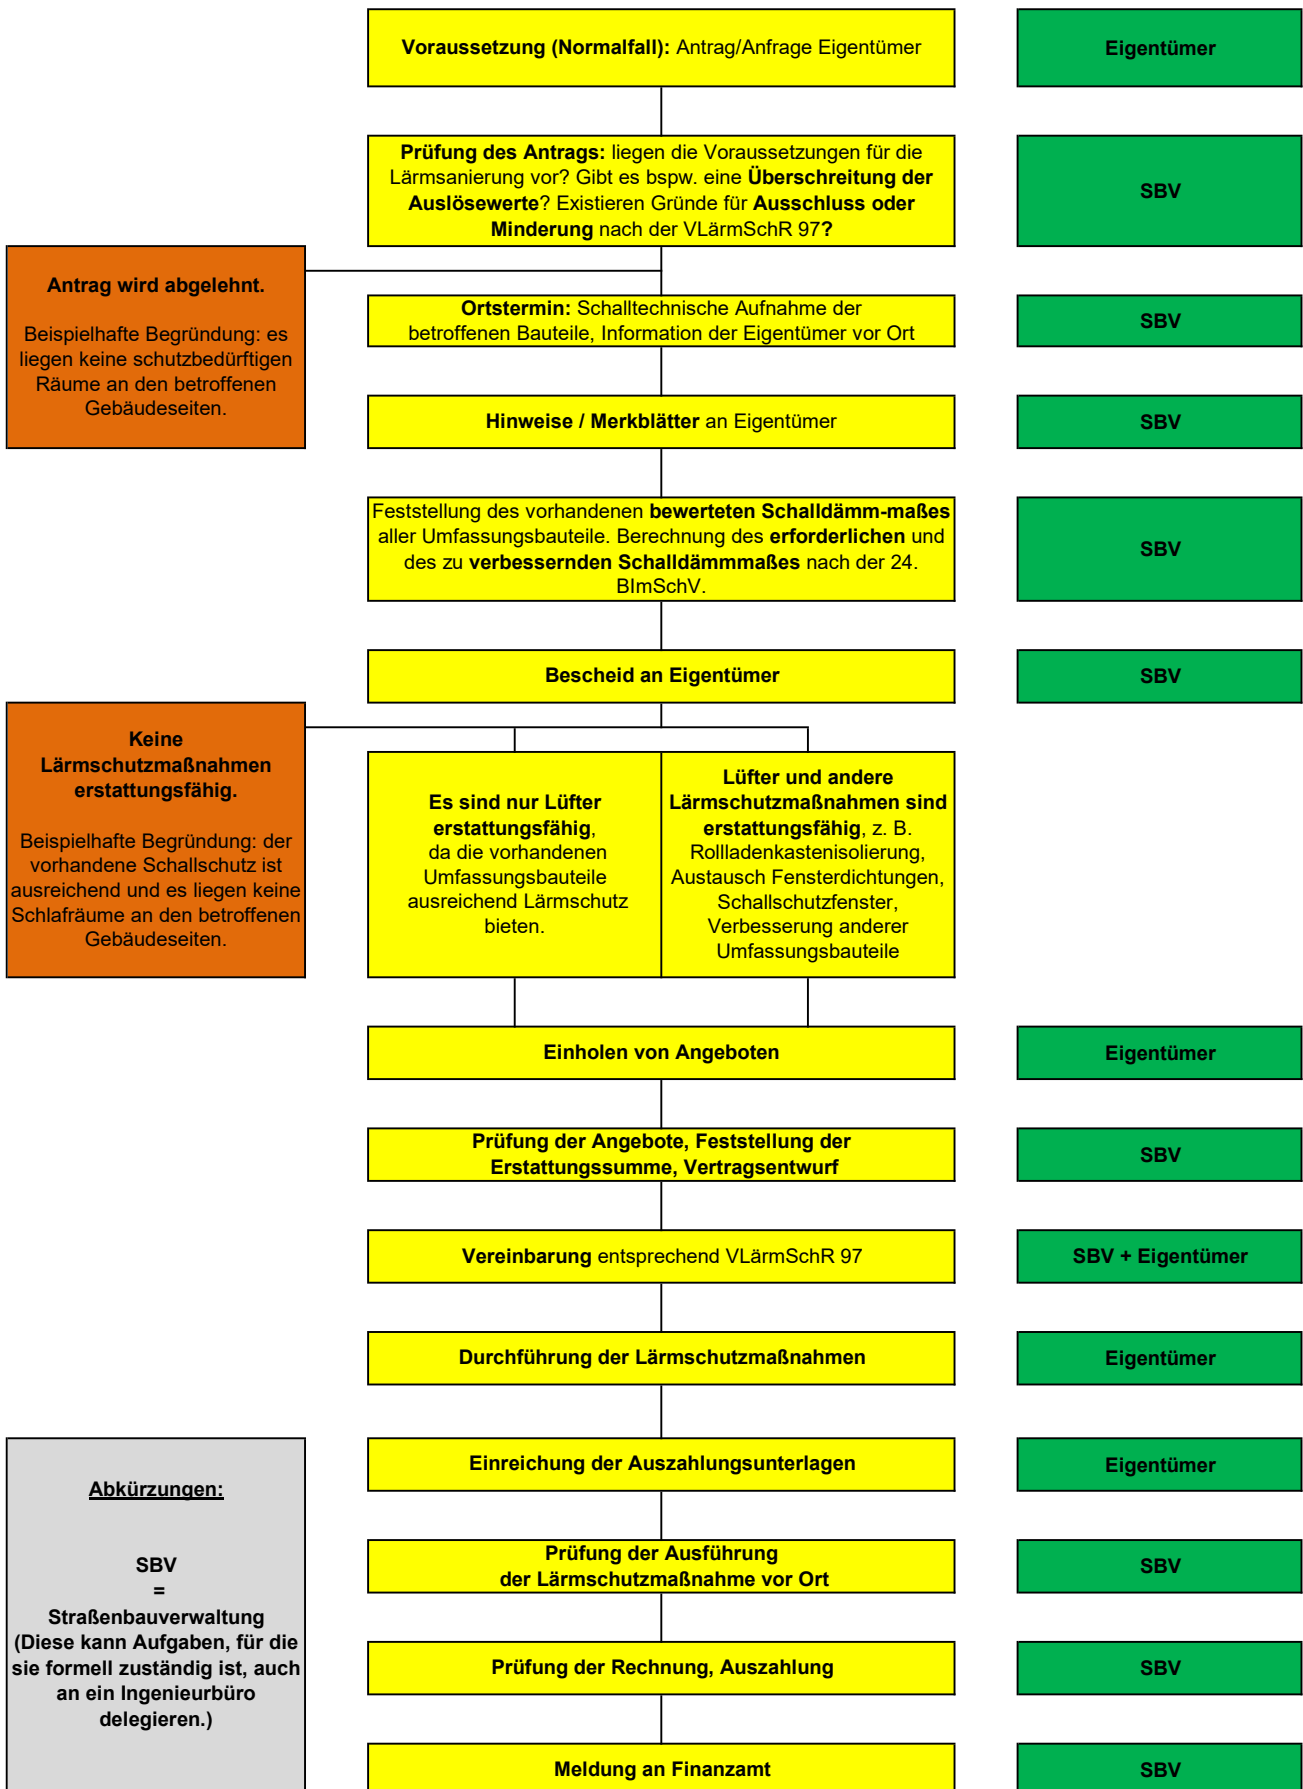 Voraussetzung (Normalfall): Antrag/Anfrage Eigentümer
Eigentümer
Prüfung des Antrags: liegen die Voraussetzungen für die
Lärmsanierung vor? Gibt es bspw. eine Überschreitung der
Auslösewerte? Existieren Gründe für Ausschluss oder
Minderung nach der VLärmSchR 97?
SBV
Antrag wird abgelehnt.
Beispielhafte Begründung: es
liegen keine schutzbedürftigen
Räume an den betroffenen
Gebäudeseiten.
Ortstermin: Schalltechnische Aufnahme der
betroffenen Bauteile, Information der Eigentümer vor Ort
SBV
Hinweise / Merkblätter an Eigentümer
SBV
Feststellung des vorhandenen bewerteten Schalldämm-maßes
aller Umfassungsbauteile. Berechnung des erforderlichen und
des zu verbessernden Schalldämmmaßes nach der 24.
BImSchV.
SBV
Bescheid an Eigentümer
SBV
Keine
Lärmschutzmaßnahmen
erstattungsfähig.
Beispielhafte Begründung: der
vorhandene Schallschutz ist
ausreichend und es liegen keine
Schlafräume an den betroffenen
Gebäudeseiten.
Es sind nur Lüfter
erstattungsfähig,
da die vorhandenen
Umfassungsbauteile
ausreichend Lärmschutz
bieten.
Lüfter und andere
Lärmschutzmaßnahmen sind
erstattungsfähig, z. B.
Rollladenkastenisolierung,
Austausch Fensterdichtungen,
Schallschutzfenster,
Verbesserung anderer
Umfassungsbauteile
Einholen von Angeboten
Eigentümer
Prüfung der Angebote, Feststellung der
Erstattungssumme, Vertragsentwurf
SBV
Vereinbarung entsprechend VLärmSchR 97
SBV + Eigentümer
Durchführung der Lärmschutzmaßnahmen
Eigentümer
Einreichung der Auszahlungsunterlagen
Eigentümer
Abkürzungen:
SBV
=
Straßenbauverwaltung
(Diese kann Aufgaben, für die
sie formell zuständig ist, auch
an ein Ingenieurbüro
delegieren.)
Prüfung der Ausführung
der Lärmschutzmaßnahme vor Ort
SBV
Prüfung der Rechnung, Auszahlung
SBV
Meldung an Finanzamt
SBV